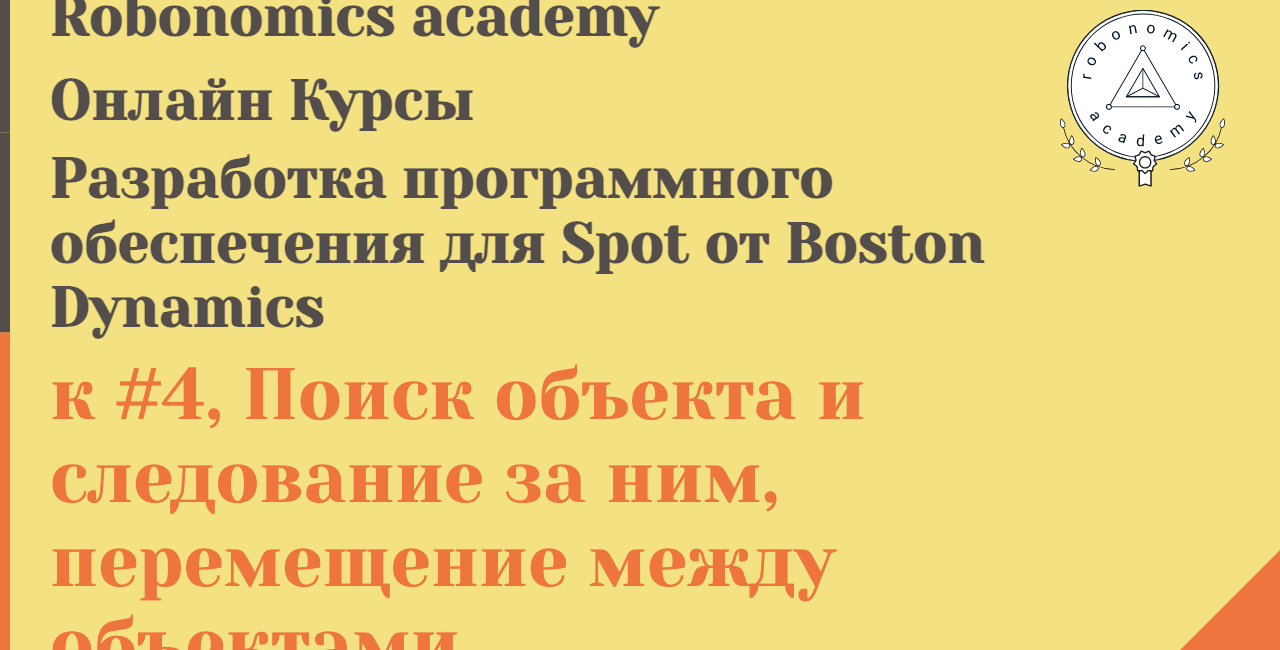 Robonomics academy
Онлайн Курсы
Разработка программного
обеспечения для Spot от Boston
Dynamics
к #4, Поиск объекта и
следование за ним,
перемещение между
объектами
robonomics
academy